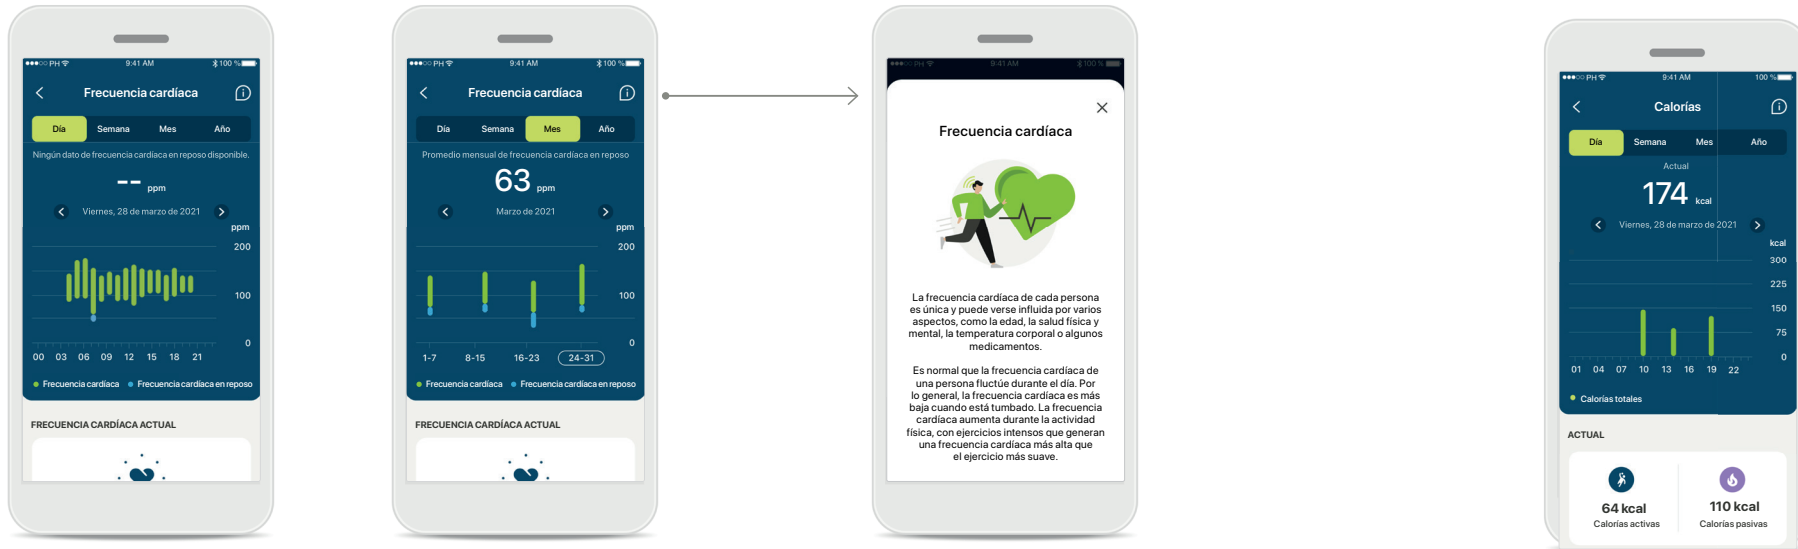 PH 9:41 AM 100 %
Frecuencia cardíaca
Día Semana Mes Año
Ningún dato de frecuencia cardíaca en reposo disponible.
-- ppm
Viernes, 28 de marzo de 2021
ppm
200
100
0
00 03 06 09 12 15 18 21
Frecuencia cardíaca Frecuencia cardíaca en reposo
FRECUENCIA CARDÍACA ACTUAL
PH 9:41 AM 100 %
Frecuencia cardíaca
Día Semana Mes Año
Promedio mensual de frecuencia cardíaca en reposo
63 ppm
Marzo de 2021
ppm
200
100
0
1-7 8-15 16-23 24-31
Frecuencia cardíaca Frecuencia cardíaca en reposo
FRECUENCIA CARDÍACA ACTUAL
PH 9:41 AM 100 %
Frecuencia cardíaca
La frecuencia cardíaca de cada persona
es única y puede verse influida por varios
aspectos, como la edad, la salud física y
mental, la temperatura corporal o algunos
medicamentos.
Es normal que la frecuencia cardíaca de
una persona fluctúe durante el día. Por
lo general, la frecuencia cardíaca es más
baja cuando está tumbado. La frecuencia
cardíaca aumenta durante la actividad
física, con ejercicios intensos que generan
una frecuencia cardíaca más alta que
el ejercicio más suave.
PH 9:41 AM 100 %
Calorías
Día Semana Mes Año
Actual
174 kcal
Viernes, 28 de marzo de 2021
kcal
300
225
150
75
0
01 04 07 10 13 16 19 22
Calorías totales
ACTUAL
64 kcal 110 kcal
Calorías activas Calorías pasivas